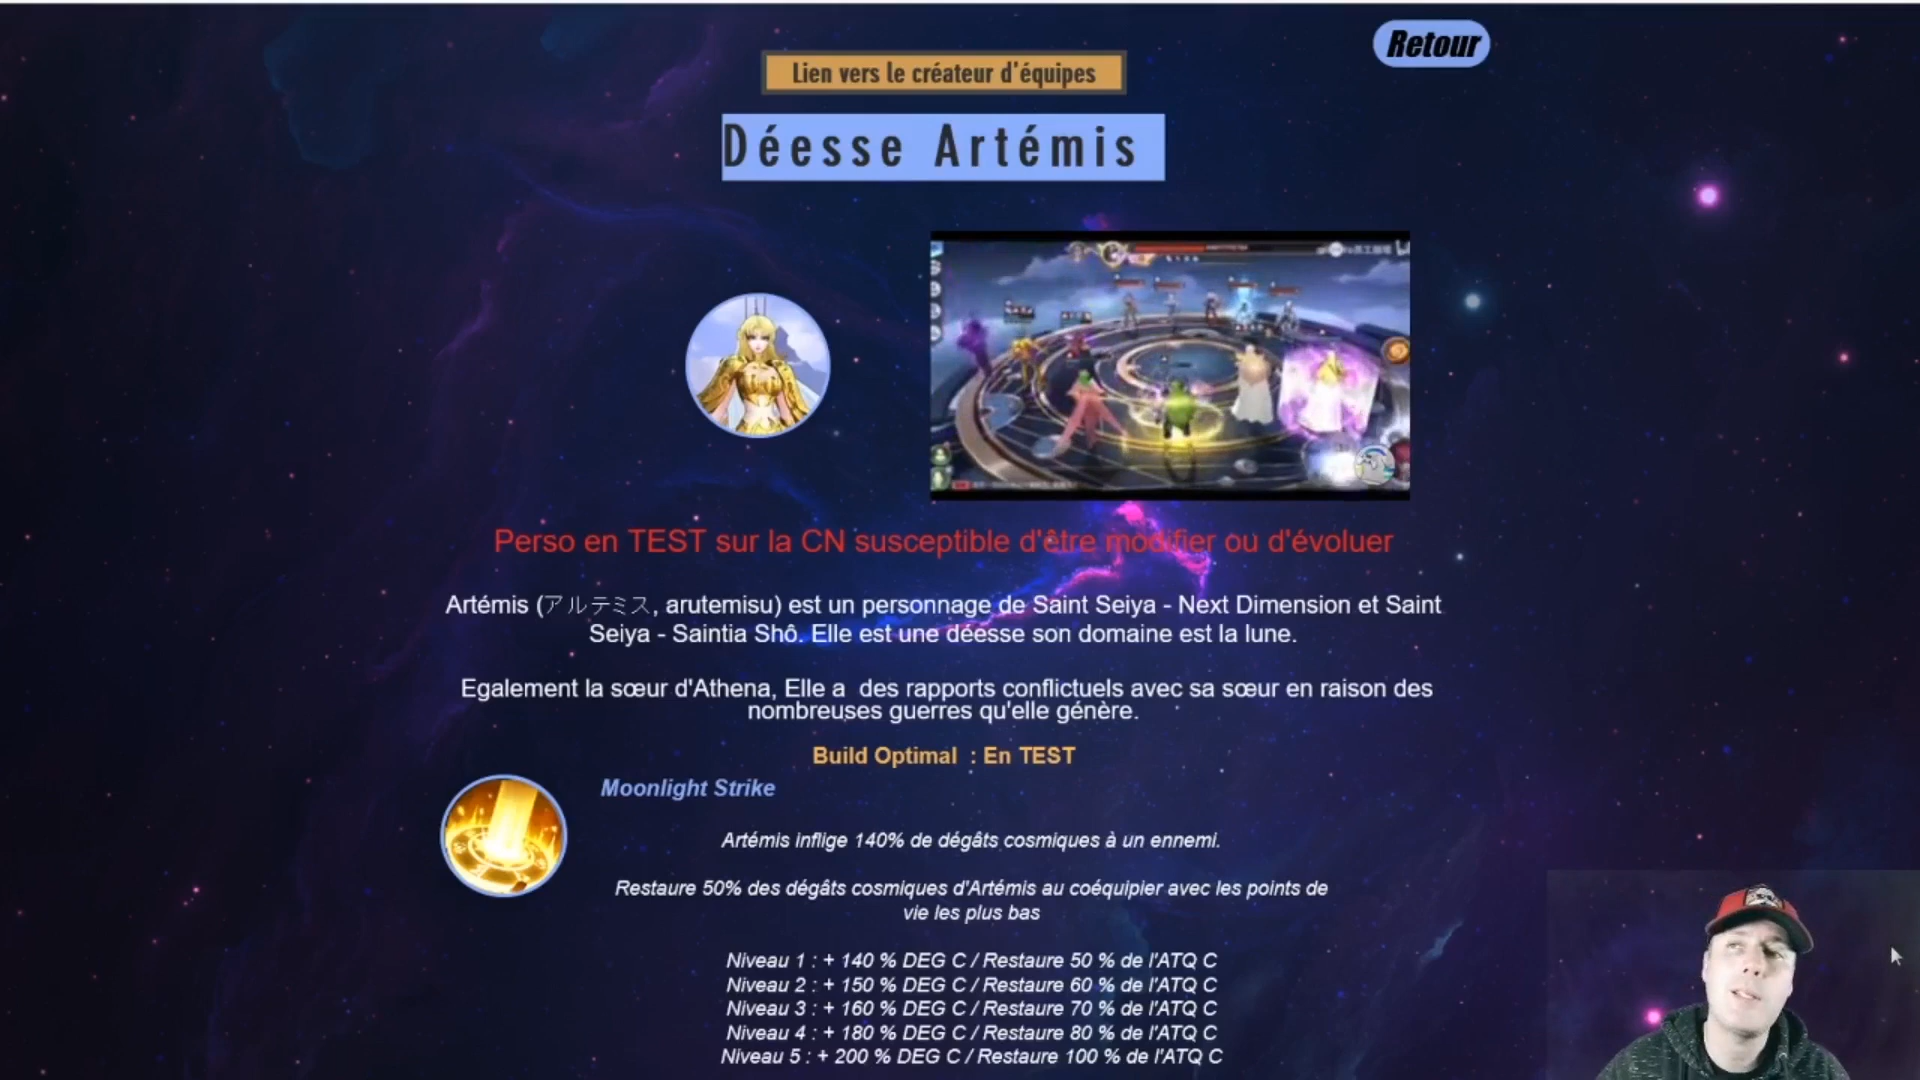 Retour
Lien vers le créateur d'équipes
Déesse Artémis
Perso en TEST sur la CN susceptible d'être modifier ou d'évoluer
Artémis (アルテミス, arutemisu) est un personnage de Saint Seiya - Next Dimension et Saint
Seiya - Saintia Shô. Elle est une déesse son domaine est la lune.
Egalement la sœur d'Athena, Elle a  des rapports conflictuels avec sa sœur en raison des
nombreuses guerres qu'elle génère.
Build Optimal  : En TEST
Moonlight Strike
Artémis inflige 140% de dégâts cosmiques à un ennemi.
Restaure 50% des dégâts cosmiques d'Artémis au coéquipier avec les points de
vie les plus bas
Niveau 1 : + 140 % DEG C / Restaure 50 % de l'ATQ C
Niveau 2 : + 150 % DEG C / Restaure 60 % de l'ATQ C
Niveau 3 : + 160 % DEG C / Restaure 70 % de l'ATQ C
Niveau 4 : + 180 % DEG C / Restaure 80 % de l'ATQ C
Niveau 5 : + 200 % DEG C / Restaure 100 % de l'ATQ C